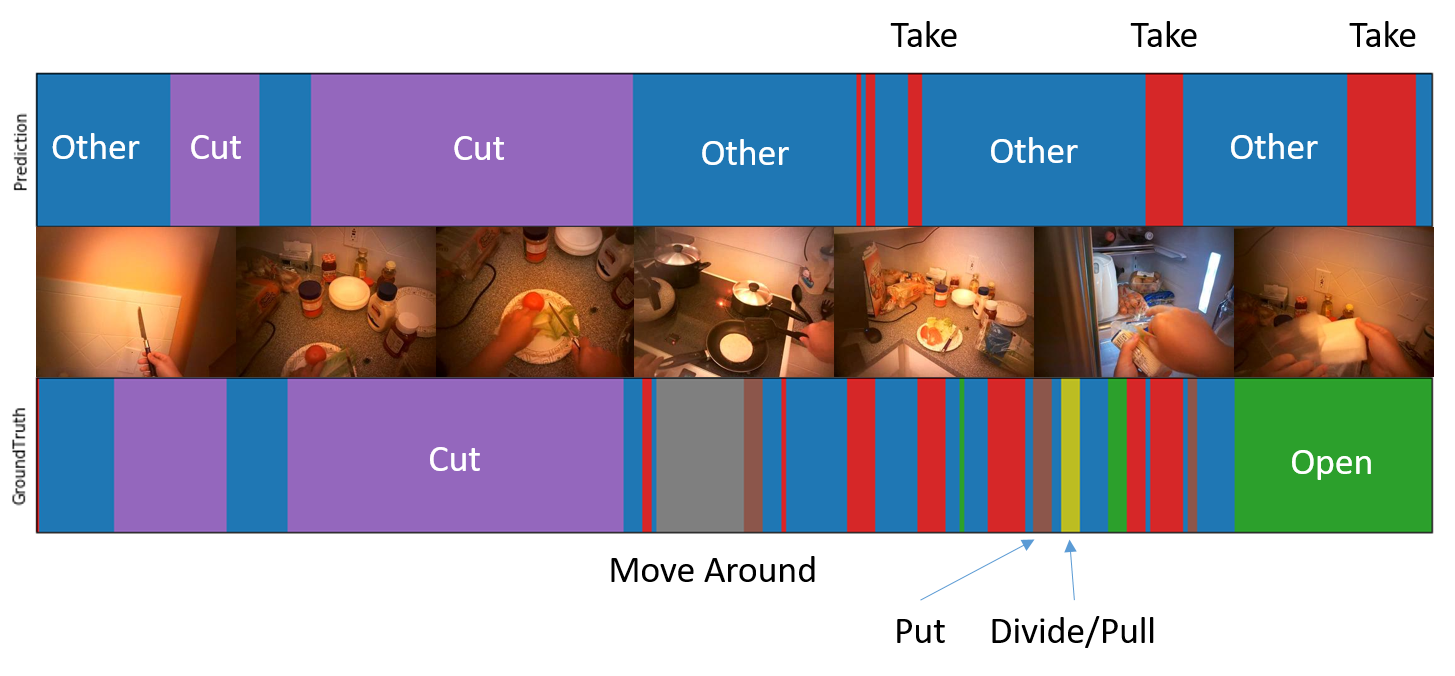 Take
Take
Take
Prediction
Other
Cut
Cut
Other
Other
Other
GroundTruth
Cut
Open
Move Around
Put
Divide/Pull